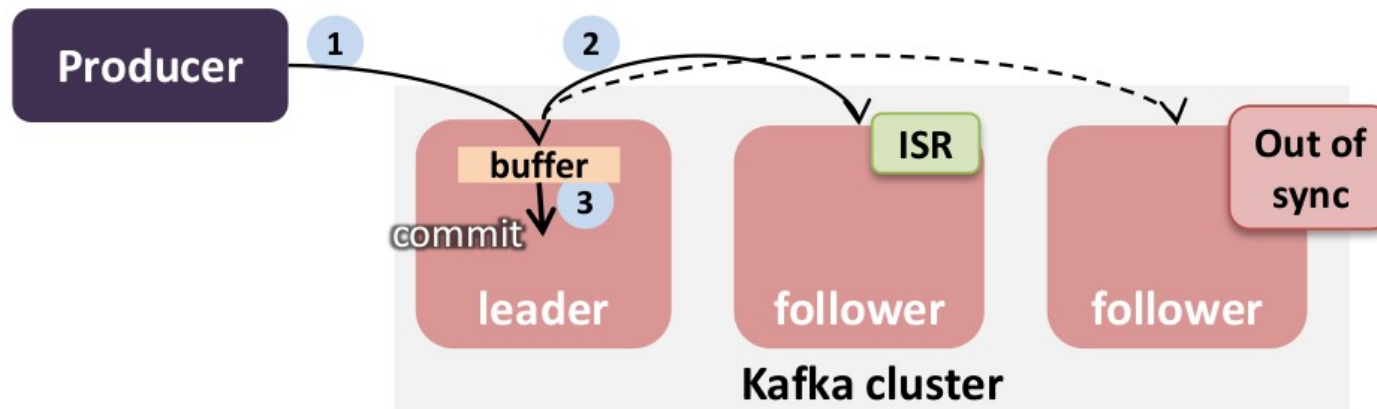 Producer
1
2
buffer
3
commit
leader
ISR
follower
Out of
sync
follower
Kafka cluster